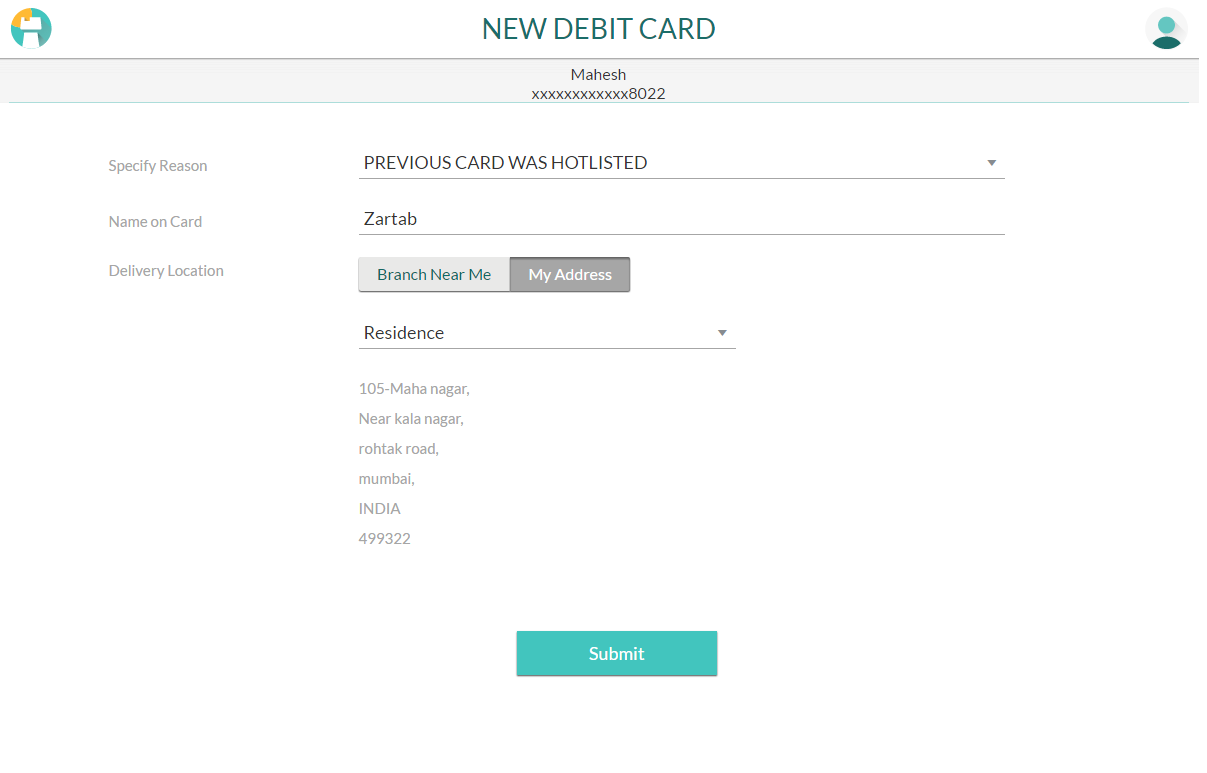 NEW DEBIT CARD
Mahesh
xxxxxxxxxxxx8022
Specify Reason
PREVIOUS CARD WAS HOTLISTED
Name on Card
Zartab
Delivery Location
Branch Near Me
My Address
Residence
105-Maha nagar,
Near kala nagar,
rohtak road,
mumbai,
INDIA
499322
Submit